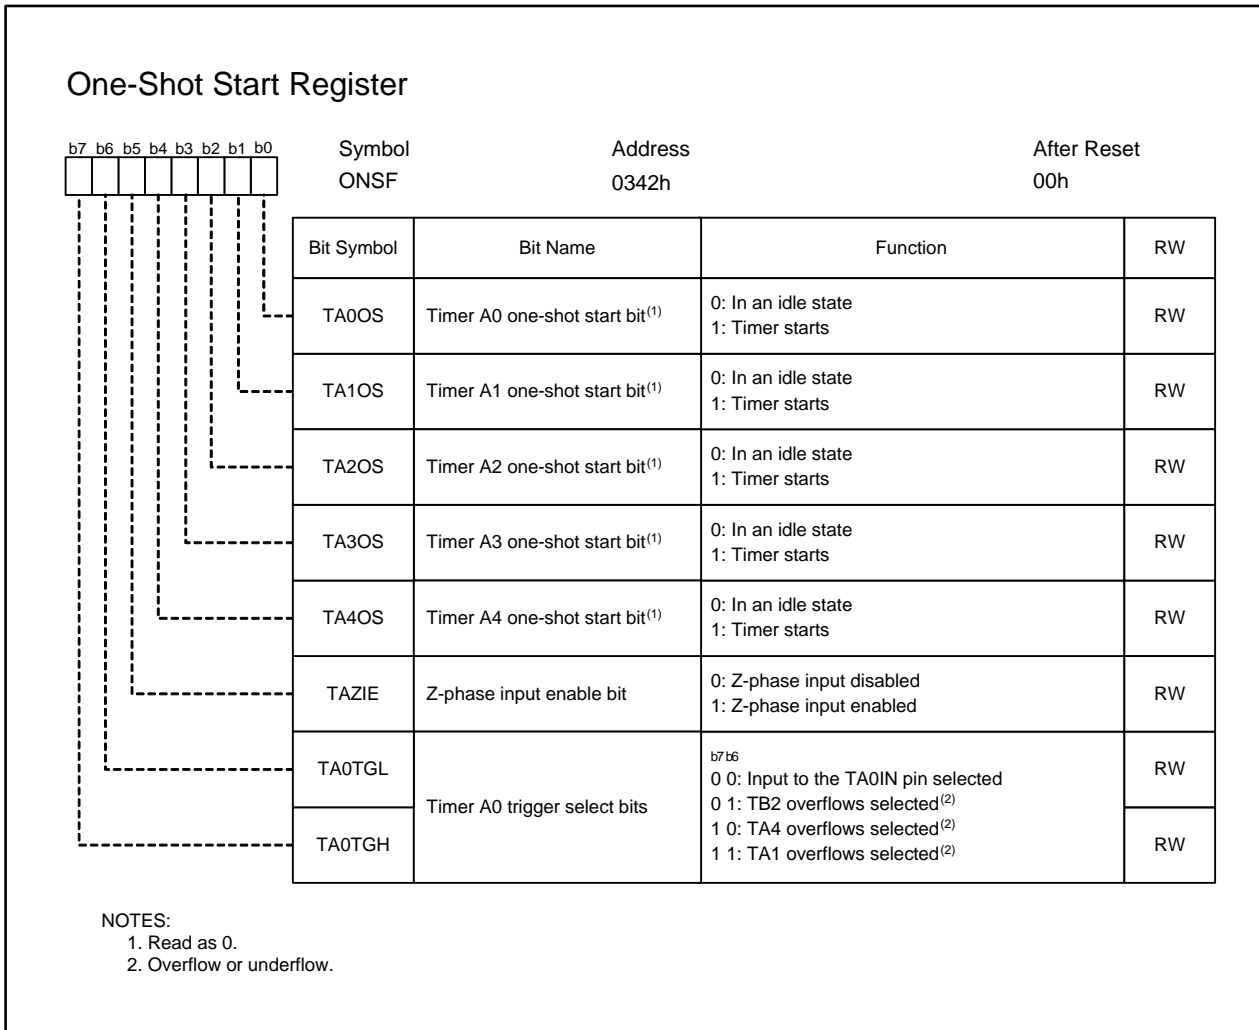 One-Shot Start Register
b7 b6 b5 b4 b3 b2 b1 b0
Symbol Address After Reset
ONSF 0342h 00h
Bit Symbol Bit Name Function RW
TA0OS Timer A0 one-shot start bit(1) 0: In an idle state
1: Timer starts RW
TA1OS Timer A1 one-shot start bit(1) 0: In an idle state
1: Timer starts RW
TA2OS Timer A2 one-shot start bit(1) 0: In an idle state
1: Timer starts RW
TA3OS Timer A3 one-shot start bit(1) 0: In an idle state
1: Timer starts RW
TA4OS Timer A4 one-shot start bit(1) 0: In an idle state
1: Timer starts RW
TAZIE Z-phase input enable bit 0: Z-phase input disabled
1: Z-phase input enabled RW
TA0TGL RW
TA0TGH RW
Timer A0 trigger select bits
b7 b6
0 0: Input to the TA0IN pin selected
0 1: TB2 overflows selected(2)
1 0: TA4 overflows selected(2)
1 1: TA1 overflows selected(2)
NOTES:
1. Read as 0.
2. Overflow or underflow.